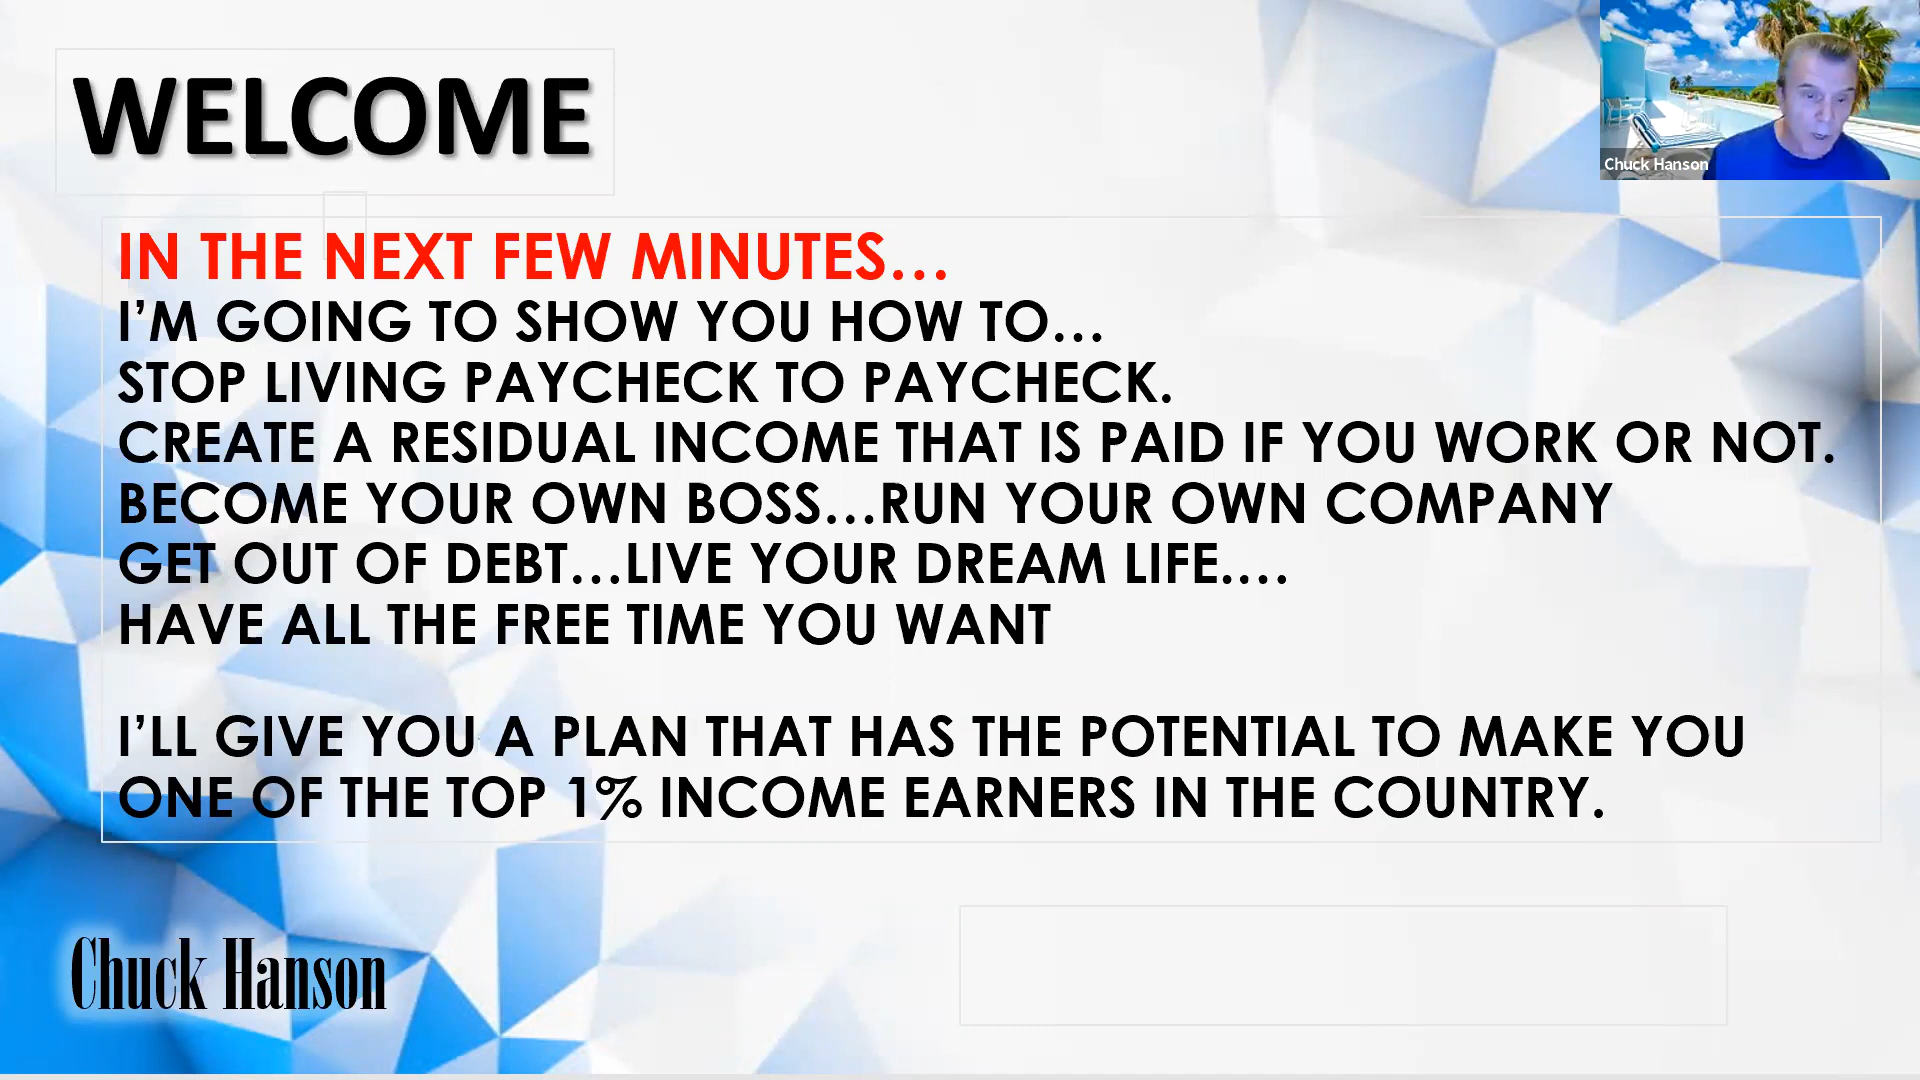 WELCOME
Chuck Hanson
IN THE NEXT FEW MINUTES...
I’M GOING TO SHOW YOU HOW TO...
STOP LIVING PAYCHECK TO PAYCHECK.
CREATE A RESIDUAL INCOME THAT IS PAID IF YOU WORK OR NOT.
BECOME YOUR OWN BOSS...RUN YOUR OWN COMPANY
GET OUT OF DEBT...LIVE YOUR DREAM LIFE....
HAVE ALL THE FREE TIME YOU WANT
I’LL GIVE YOU A PLAN THAT HAS THE POTENTIAL TO MAKE YOU
ONE OF THE TOP 1% INCOME EARNERS IN THE COUNTRY.
Chuck Hanson